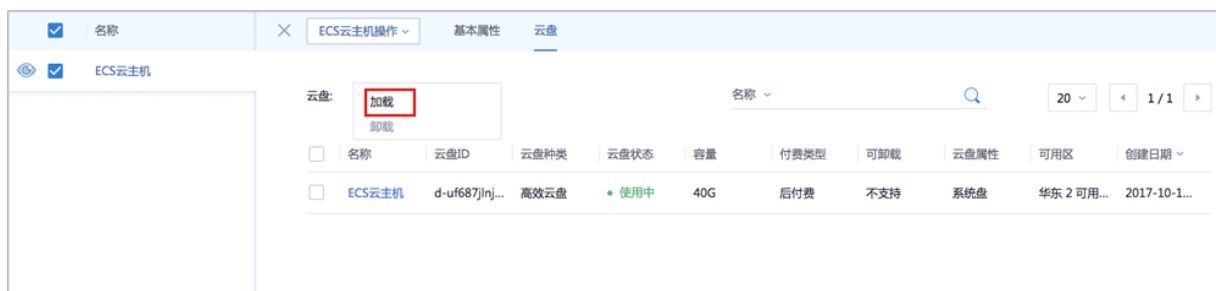 名称 ECS云主机操作 基本属性 云盘
ECS云主机
云盘: 加载 名称 20 1 / 1
卸载
名称 云盘ID 云盘种类 云盘状态 容量 付费类型 可卸载 云盘属性 可用区 创建日期
ECS云主机 d-uf687jlnj... 高效云盘 使用中 40G 后付费 不支持 系统盘 华东 2 可用... 2017-10-1...